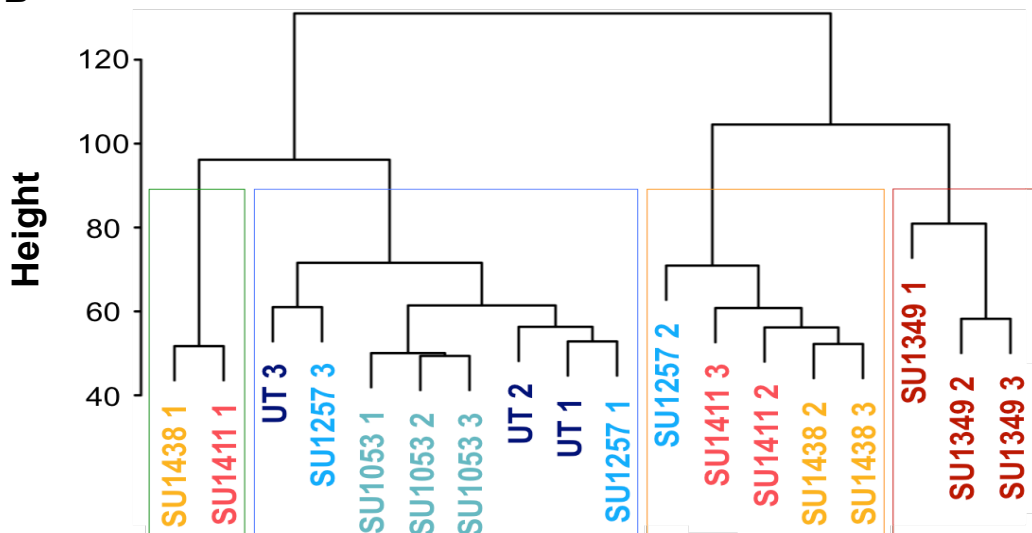 120
100
80
60
40
Height
SU1438 1
SU1411 1
UT 3
SU1257 3
SU1053 1
SU1053 2
SU1053 3
UT 2
UT 1
SU1257 1
SU1257 2
SU1411 3
SU1411 2
SU1438 2
SU1438 3
SU1349 1
SU1349 2
SU1349 3